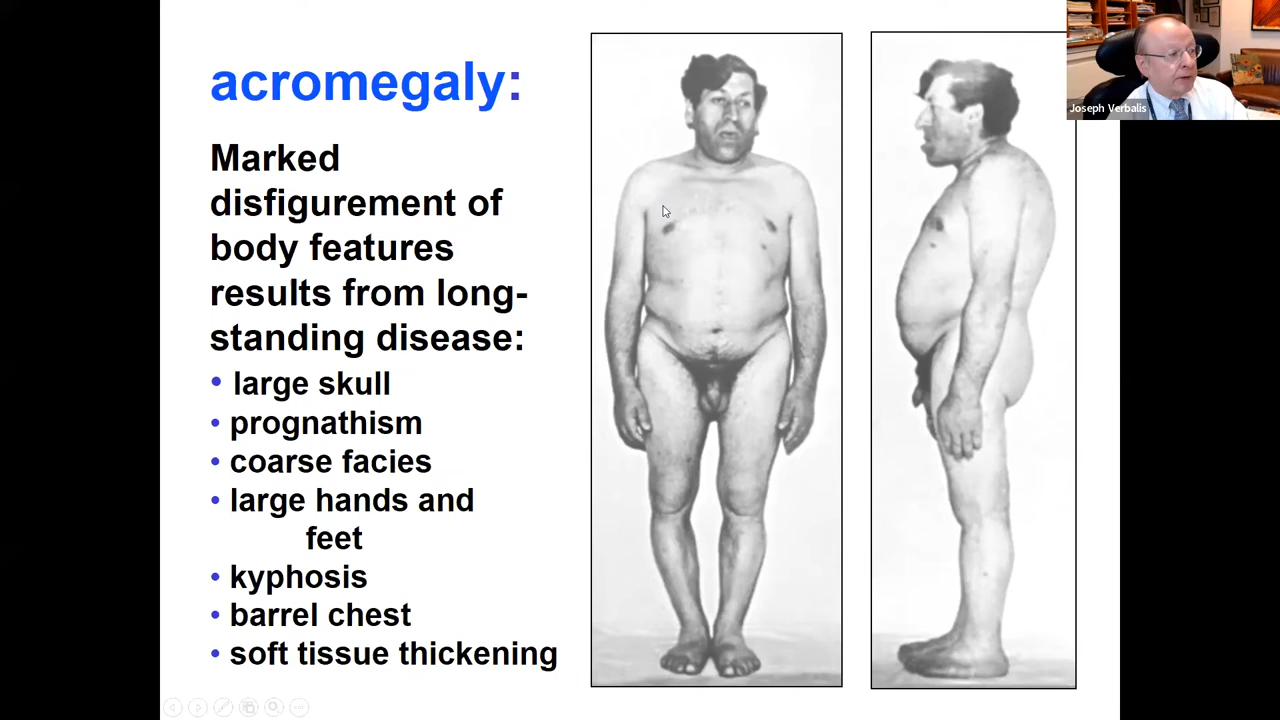 acromegaly:
Marked
disfigurement of
body features
results from long-
standing disease:
• large skull
• prognathism
• coarse facies
• large hands and
feet
• kyphosis
• barrel chest
• soft tissue thickening
Joseph Verbalis